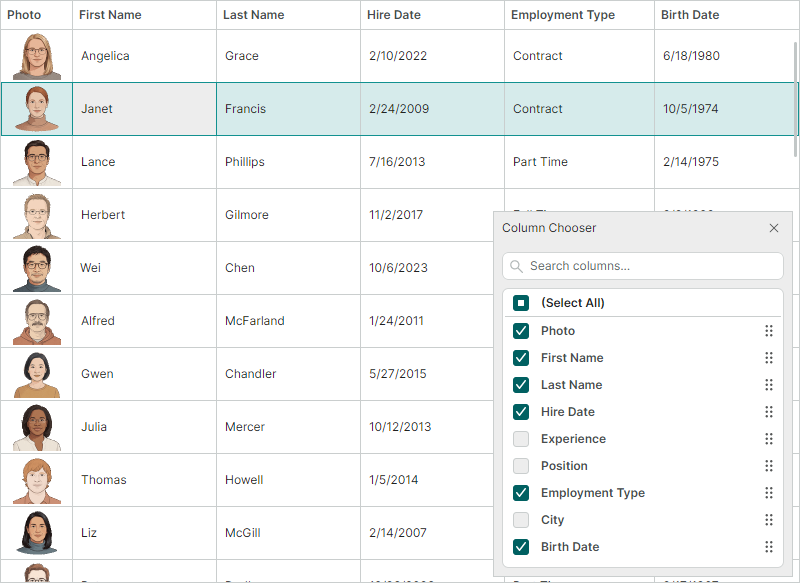 Photo First Name Last Name Hire Date Employment Type Birth Date
Angelica Grace 2/10/2022 Contract 6/18/1980
Janet Francis 2/24/2009 Contract 10/5/1974
Lance Phillips 7/16/2013 Part Time 2/14/1975
Herbert Gilmore 11/2/2017
Column Chooser
Wei Chen 10/6/2023
Search columns...
(Select All)
Alfred McFarland 1/24/2011
Photo
First Name
Gwen Chandler 5/27/2015
Last Name
Hire Date
Julia Mercer 10/12/2013
Experience
Position
Thomas Howell 1/5/2014
Employment Type
City
Liz McGill 2/14/2007
Birth Date